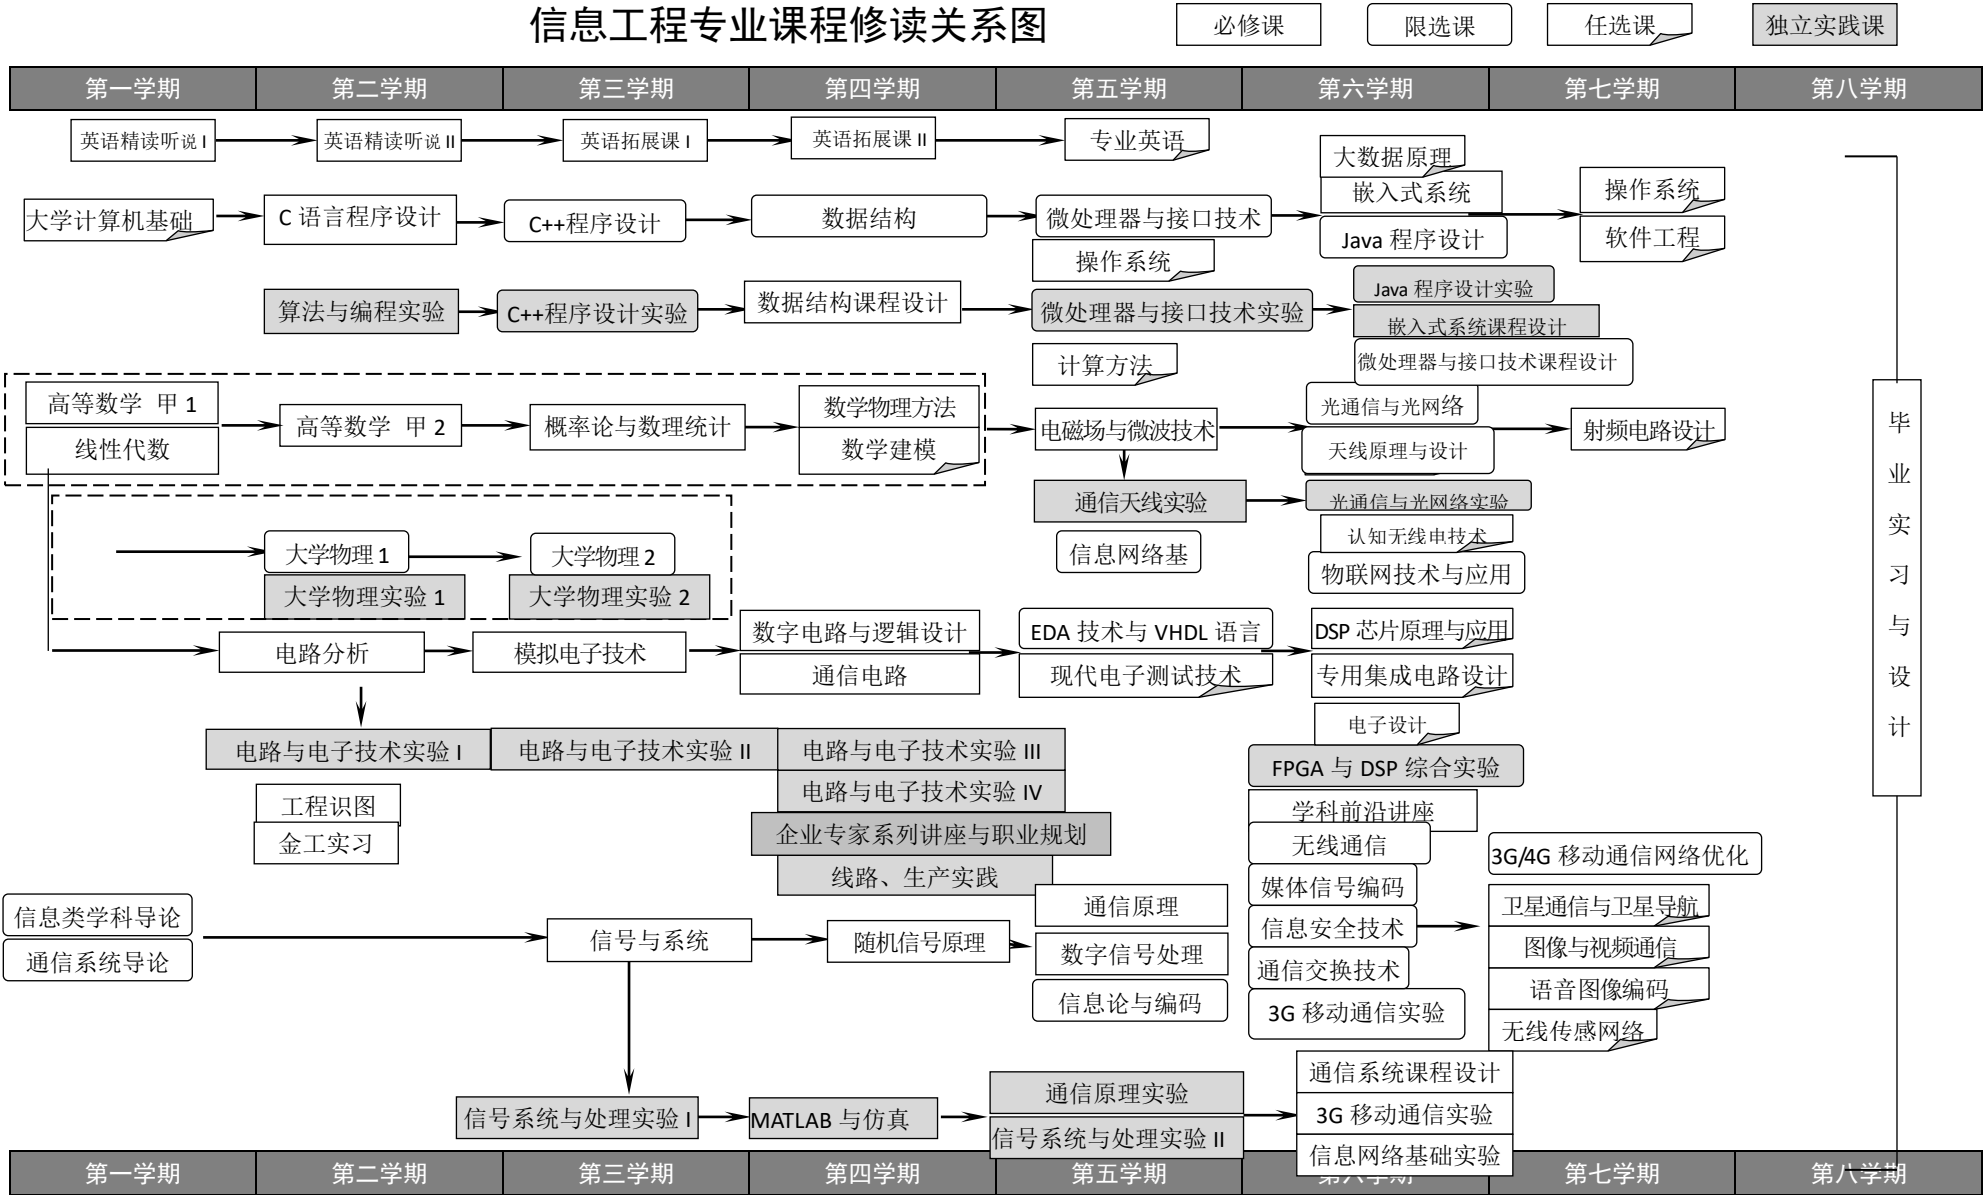 信息工程专业课程修读关系图
必修课
限选课
任选课
独立实践课
第一学期
第二学期
第三学期
第四学期
第五学期
第六学期
第七学期
第八学期
英语精读听说 I
英语精读听说 II
英语拓展课 I
英语拓展课 II
专业英语
大数据原理
嵌入式系统
操作系统
大学计算机基础
C 语言程序设计
C++程序设计
数据结构
微处理器与接口技术
Java 程序设计
软件工程
操作系统
算法与编程实验
C++程序设计实验
数据结构课程设计
微处理器与接口技术实验
Java 程序设计实验
嵌入式系统课程设计
计算方法
微处理器与接口技术课程设计
高等数学 甲 1
线性代数
高等数学 甲 2
概率论与数理统计
数学物理方法
数学建模
电磁场与微波技术
光通信与光网络
天线原理与设计
射频电路设计
通信天线实验
光通信与光网络实验
大学物理 1
大学物理 2
信息网络基
认知无线电技术
物联网技术与应用
大学物理实验 1
大学物理实验 2
电路分析
模拟电子技术
数字电路与逻辑设计
通信电路
EDA 技术与 VHDL 语言
现代电子测试技术
DSP 芯片原理与应用
专用集成电路设计
电子设计
电路与电子技术实验 I
电路与电子技术实验 II
电路与电子技术实验 III
电路与电子技术实验 IV
FPGA 与 DSP 综合实验
工程识图
金工实习
企业专家系列讲座与职业规划
线路、生产实践
学科前沿讲座
无线通信
媒体信号编码
信息安全技术
通信交换技术
3G 移动通信实验
3G/4G 移动通信网络优化
卫星通信与卫星导航
图像与视频通信
语音图像编码
无线传感网络
信息类学科导论
通信系统导论
信号与系统
随机信号原理
通信原理
数字信号处理
信息论与编码
信号系统与处理实验 I
MATLAB 与仿真
通信原理实验
信号系统与处理实验 II
通信系统课程设计
3G 移动通信实验
信息网络基础实验
毕业实习与设计
第一学期
第二学期
第三学期
第四学期
第五学期
第六学期
第七学期
第八学期